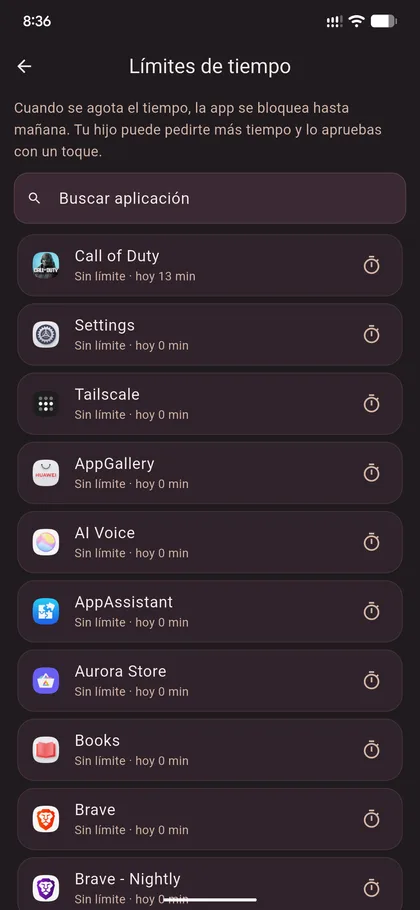 8:36
Límites de tiempo
Cuando se agota el tiempo, la app se bloquea hasta
mañana. Tu hijo puede pedirte más tiempo y lo apruebas
con un toque.
Buscar aplicación
Call of Duty
Sin límite · hoy 13 min
CALL·DUTY
Settings
Sin límite · hoy 0 min
Tailscale
Sin límite · hoy 0 min
AppGallery
Sin límite · hoy 0 min
HUAWEI
AI Voice
Sin límite · hoy 0 min
AppAssistant
Sin límite · hoy 0 min
Aurora Store
Sin límite · hoy 0 min
Books
Sin límite · hoy 0 min
Brave
Sin límite · hoy 0 min
Brave - Nightly
Sin límite · hoy 0 min